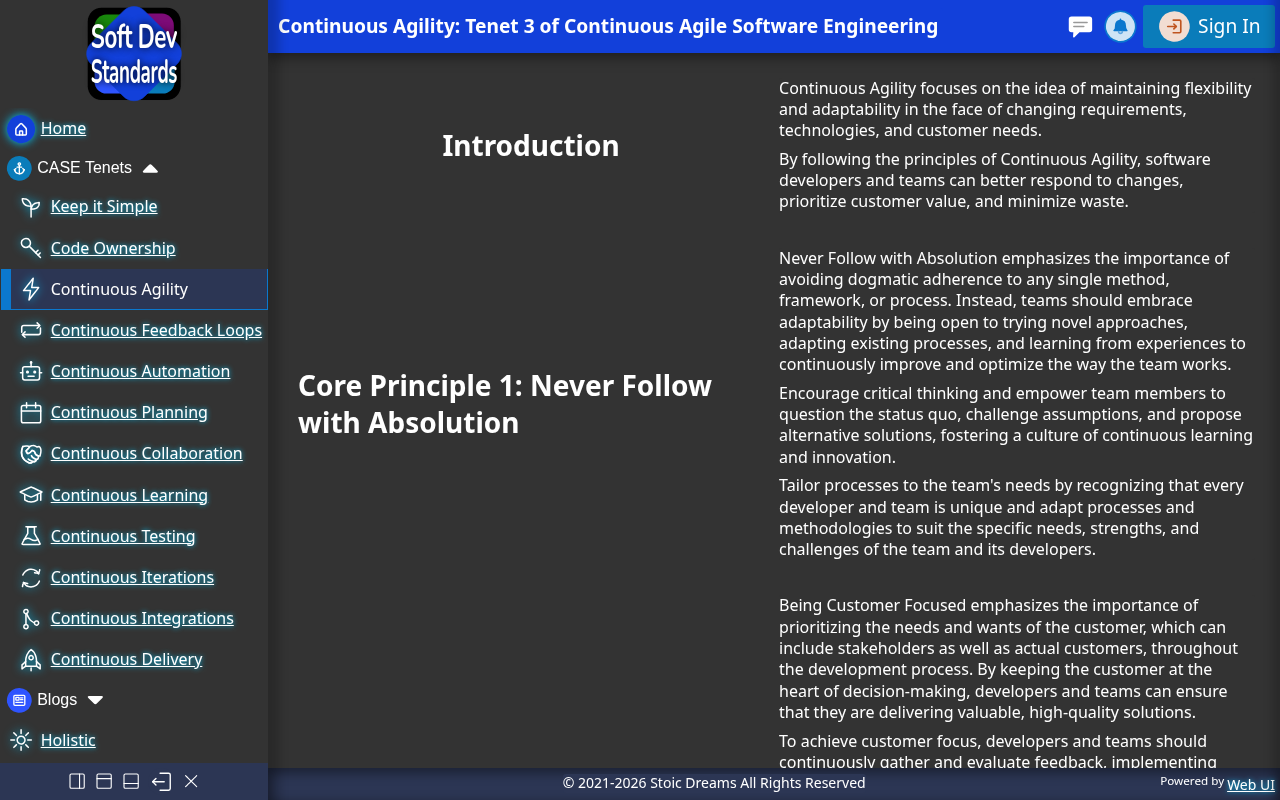 Soft Dev
Standards
Home
CASE Tenets
Keep it Simple
Code Ownership
Continuous Agility
Continuous Feedback Loops
Continuous Automation
Continuous Planning
Continuous Collaboration
Continuous Learning
Continuous Testing
Continuous Iterations
Continuous Integrations
Continuous Delivery
Blogs
Holistic
Continuous Agility: Tenet 3 of Continuous Agile Software Engineering
Sign In
Introduction
Continuous Agility focuses on the idea of maintaining flexibility
and adaptability in the face of changing requirements,
technologies, and customer needs.
By following the principles of Continuous Agility, software
developers and teams can better respond to changes,
prioritize customer value, and minimize waste.
Core Principle 1: Never Follow
with Absolution
Never Follow with Absolution emphasizes the importance of
avoiding dogmatic adherence to any single method,
framework, or process. Instead, teams should embrace
adaptability by being open to trying novel approaches,
adapting existing processes, and learning from experiences to
continuously improve and optimize the way the team works.
Encourage critical thinking and empower team members to
question the status quo, challenge assumptions, and propose
alternative solutions, fostering a culture of continuous learning
and innovation.
Tailor processes to the team's needs by recognizing that every
developer and team is unique and adapt processes and
methodologies to suit the specific needs, strengths, and
challenges of the team and its developers.
Being Customer Focused emphasizes the importance of
prioritizing the needs and wants of the customer, which can
include stakeholders as well as actual customers, throughout
the development process. By keeping the customer at the
heart of decision-making, developers and teams can ensure
that they are delivering valuable, high-quality solutions.
To achieve customer focus, developers and teams should
continuously gather and evaluate feedback, implementing
© 2021-2026 Stoic Dreams All Rights Reserved
Powered by Web UI